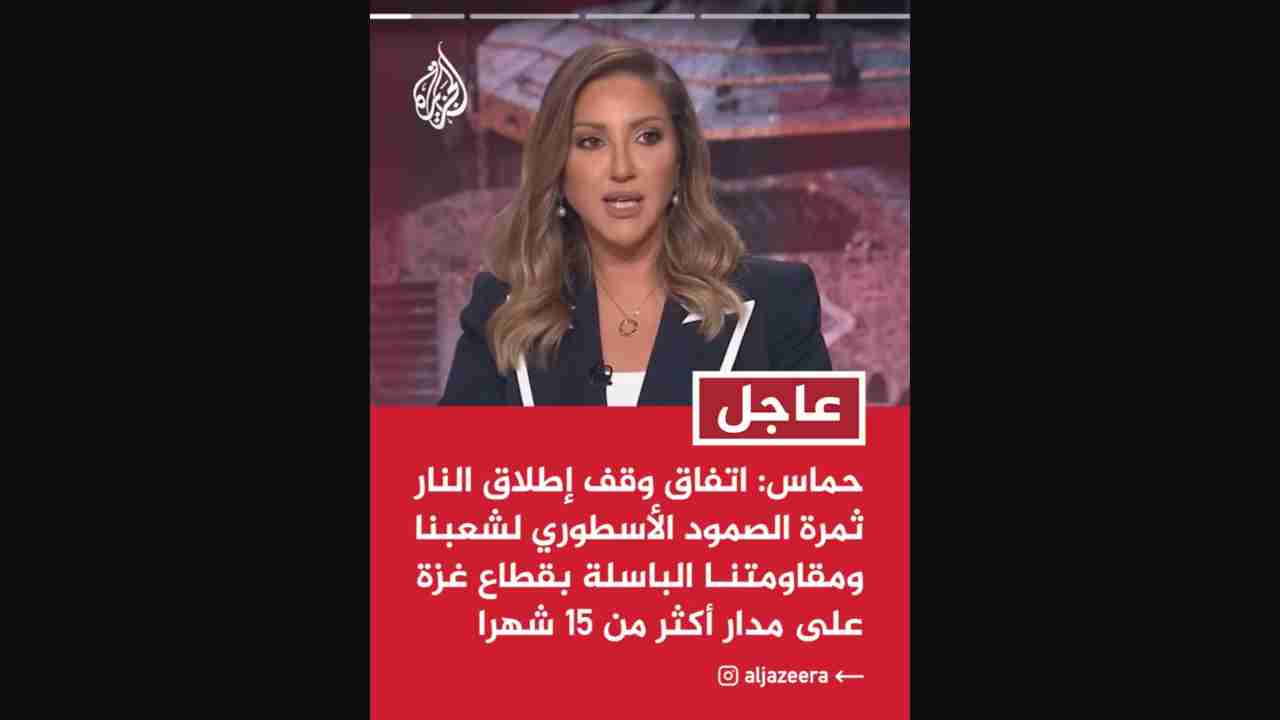 الجزيرة
عاجل
حماس: اتفاق وقف إطلاق النار
ثمرة الصمود الأسطوري لشعبنا
ومقاومتنا الباسلة بقطاع غزة
على مدار أكثر من 15 شهرا
aljazeera